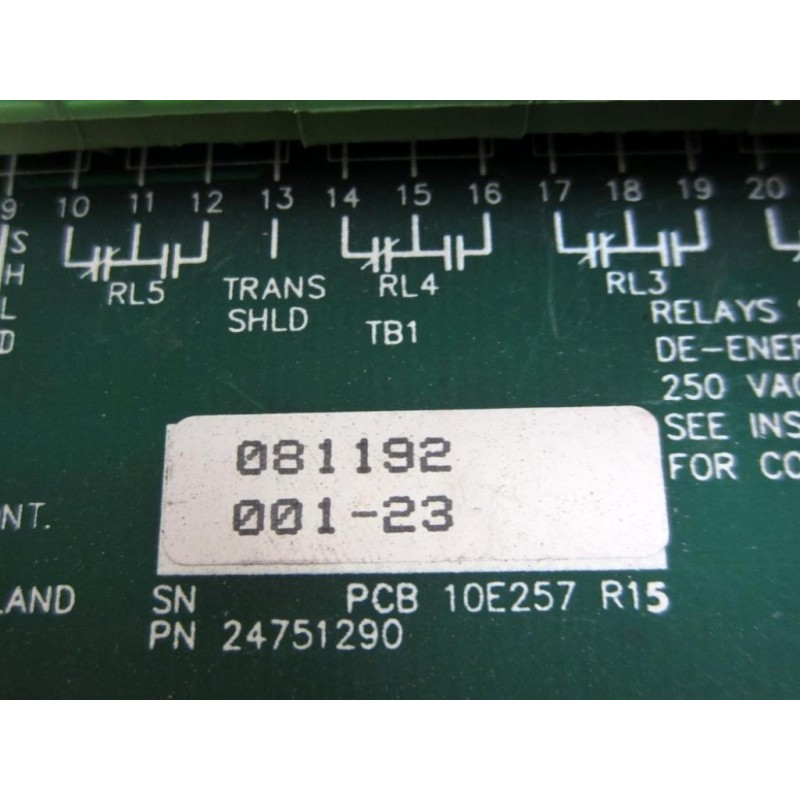 9 10 11 12 13 14 15 16 17 18 19 20
SHLD RL5 TRANS SHLD RL4 RL3
TB1
RELAYS
DE-ENER
250 VAC
SEE INS
FOR CO
081192
001-23
NT.
LAND SN PCB 10E257 R15
PN 24751290